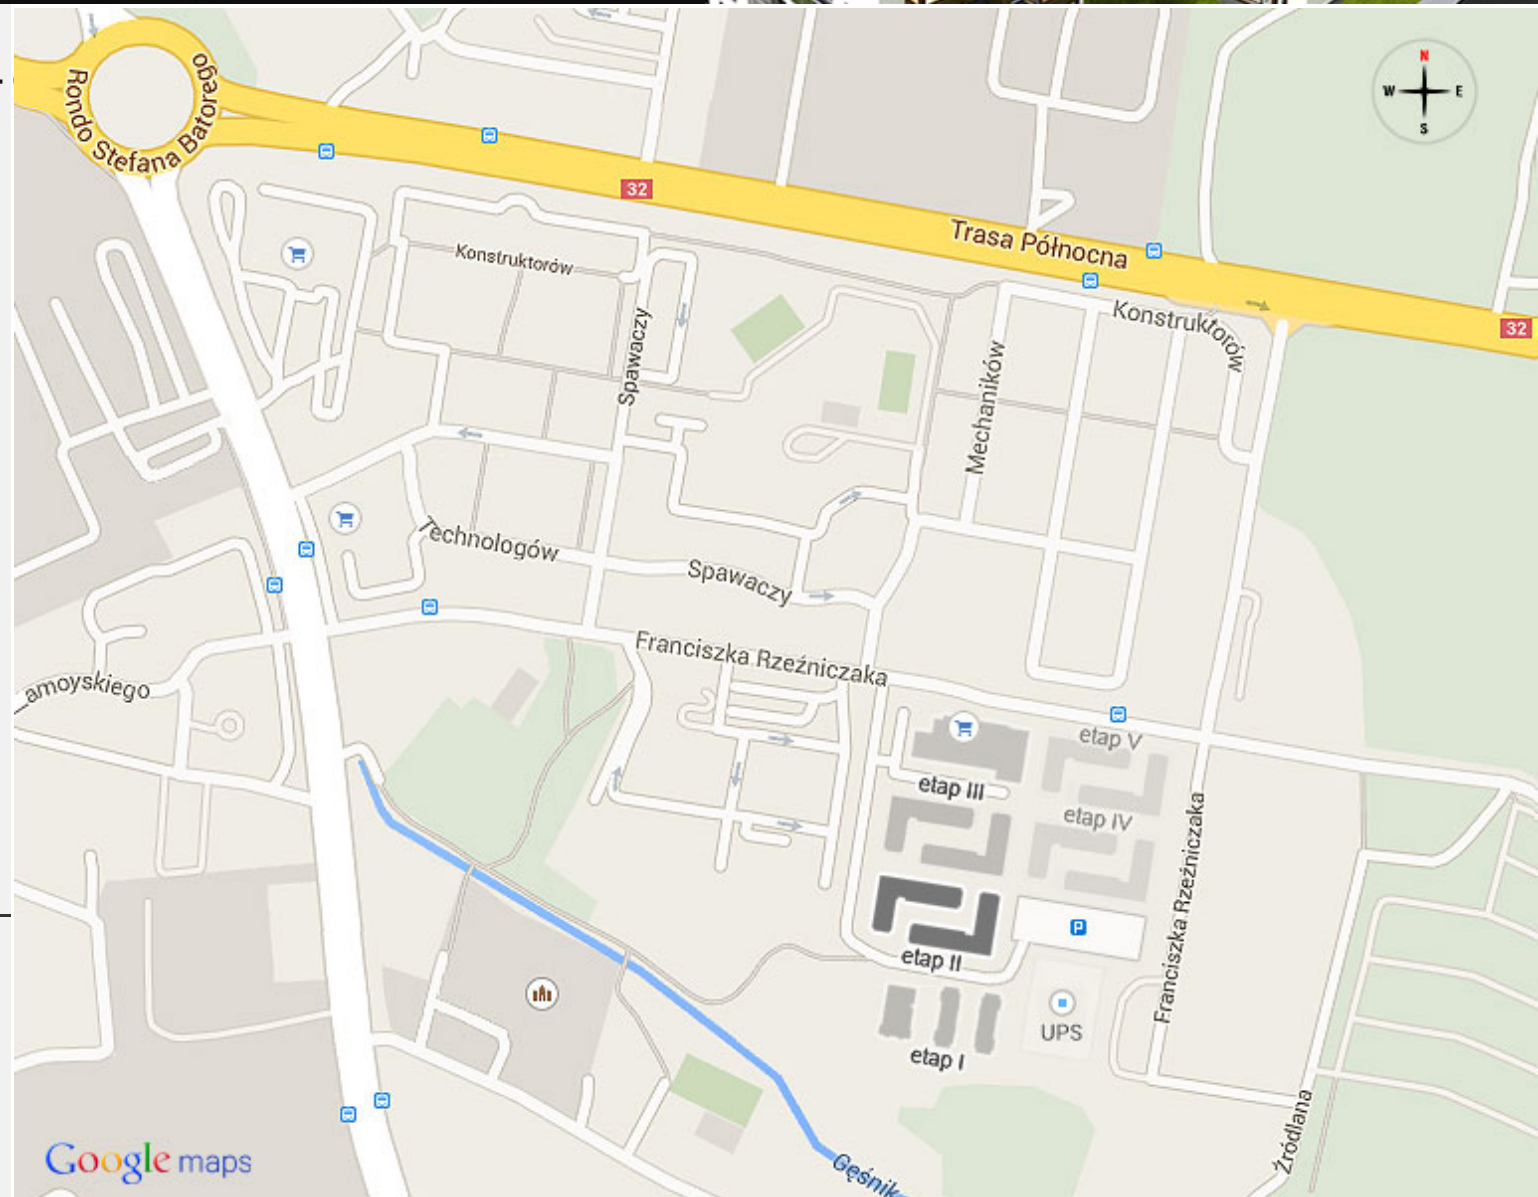 Rondo Stefana Batorego
N
W E
S
32
Trasa Północna
Konstruktorów
Konstruktorów
32
Spawaczy
Mechaników
Technologów
Spawaczy
Franciszka Rzeźniczaka
amoyskiego
etap V
etap III
etap IV
Franciszka Rzeźniczaka
P
etap II
UPS
etap I
Źródlana
Google maps
Gęśnik